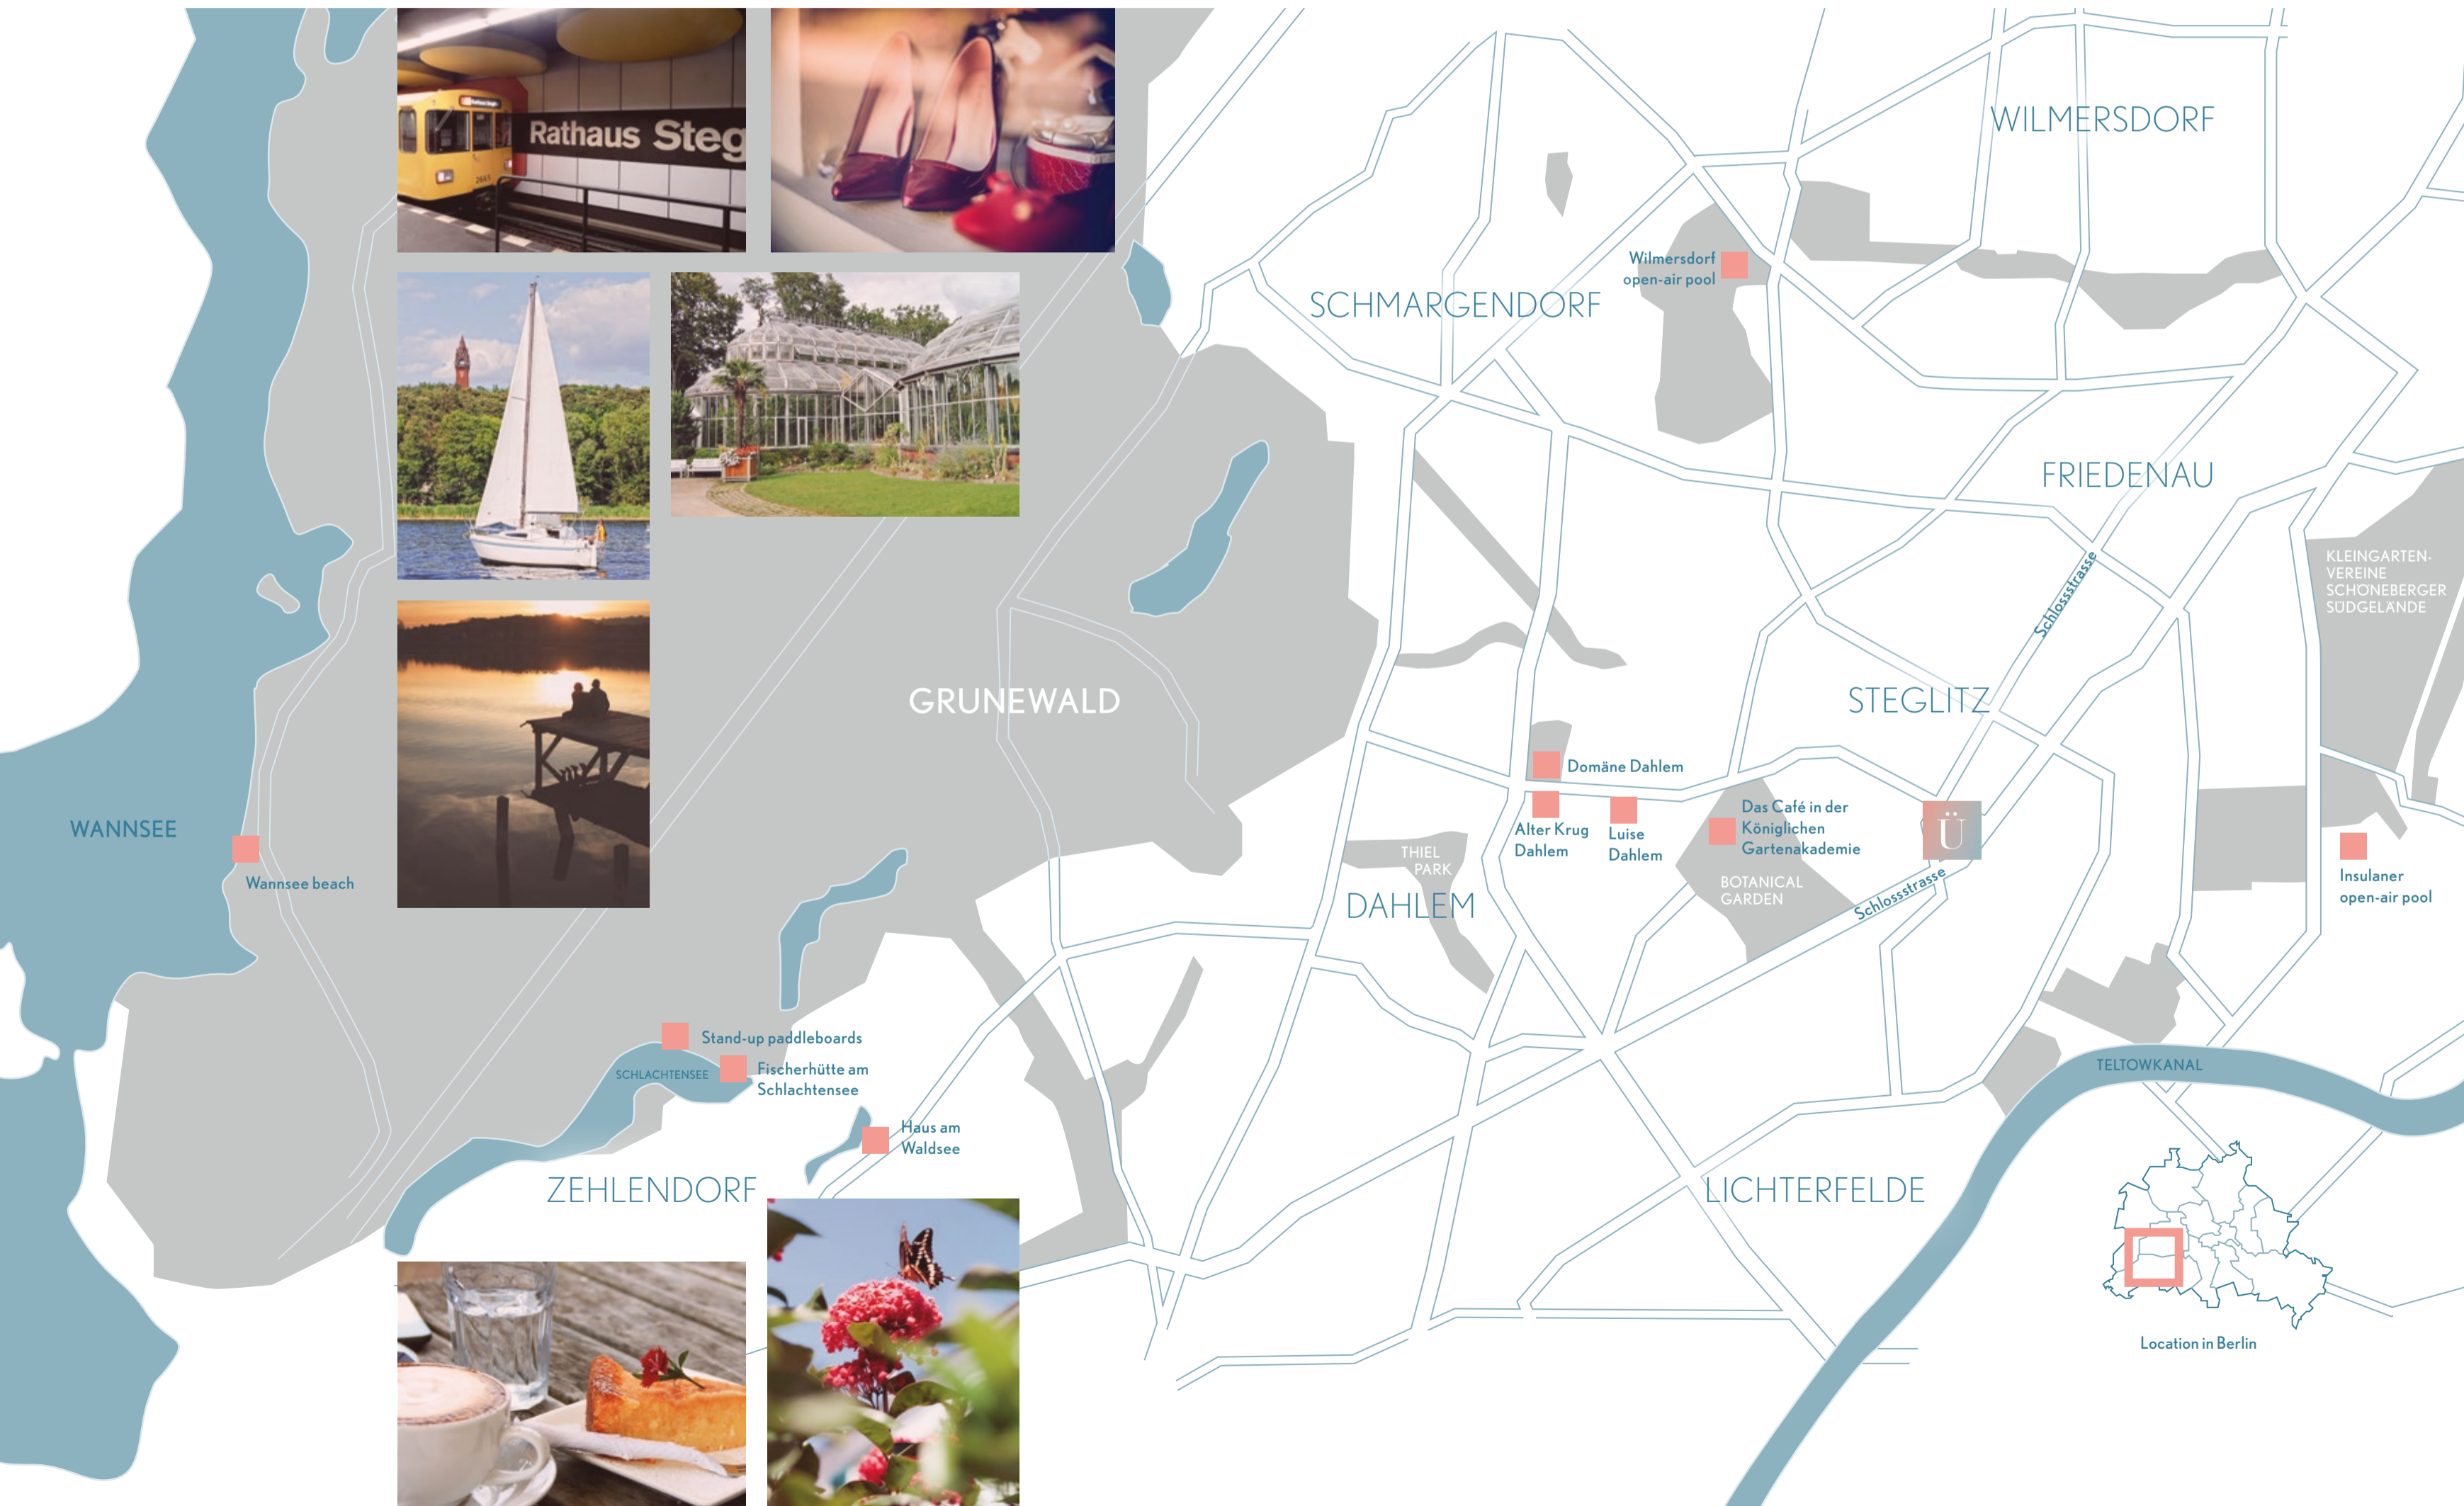 Rathaus Steg
2663
WILMERSDORF
Wilmersdorf
open-air pool
SCHMARGENDORF
FRIEDENAU
KLEINGARTEN-
VEREINE
SCHÖNEBERGER
SÜDGELÄNDE
Schlossstrasse
GRUNEWALD
STEGLITZ
Domäne Dahlem
Alter Krug
Dahlem
Luise
Dahlem
Das Café in der
Königlichen
Gartenakademie
Ü
THIEL
PARK
BOTANICAL
GARDEN
Schlossstrasse
DAHLEM
Insulaner
open-air pool
WANNSEE
Wannsee beach
Stand-up paddleboards
SCHLACHTENSEE
Fischerhütte am
Schlachtensee
Haus am
Waldsee
ZEHLENDORF
LICHTERFELDE
TELTOWKANAL
Location in Berlin